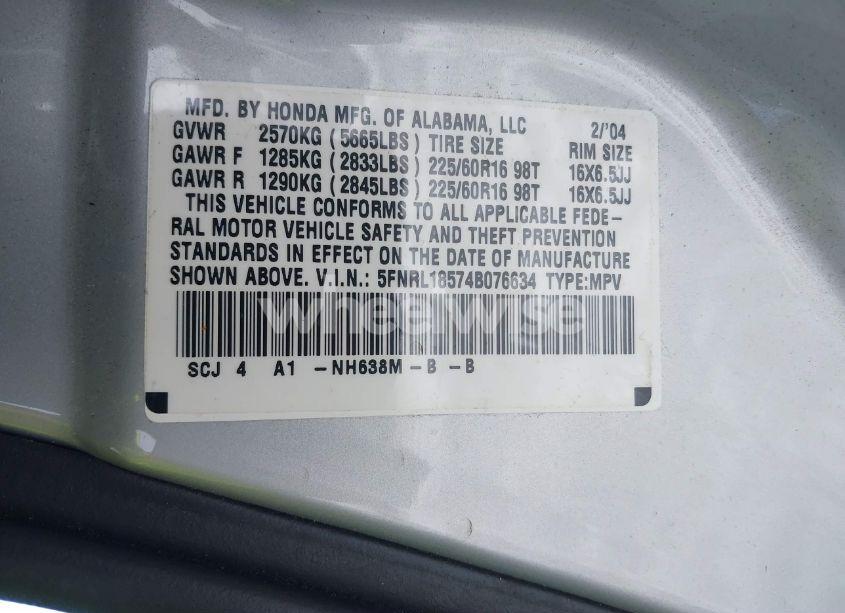 MFD. BY HONDA MFG. OF ALABAMA, LLC 2/'04
GVWR 2570KG (5665LBS) TIRE SIZE RIM SIZE
GAWR F 1285KG (2833LBS) 225/60R16 98T 16X6.5JJ
GAWR R 1290KG (2845LBS) 225/60R16 98T 16X6.5JJ
THIS VEHICLE CONFORMS TO ALL APPLICABLE FEDE-
RAL MOTOR VEHICLE SAFETY AND THEFT PREVENTION
STANDARDS IN EFFECT ON THE DATE OF MANUFACTURE
SHOWN ABOVE. V.I.N.: 5FNRL18574B076634 TYPE:MPV
wheelwise
SCJ 4 A1 -NH638M-B -B